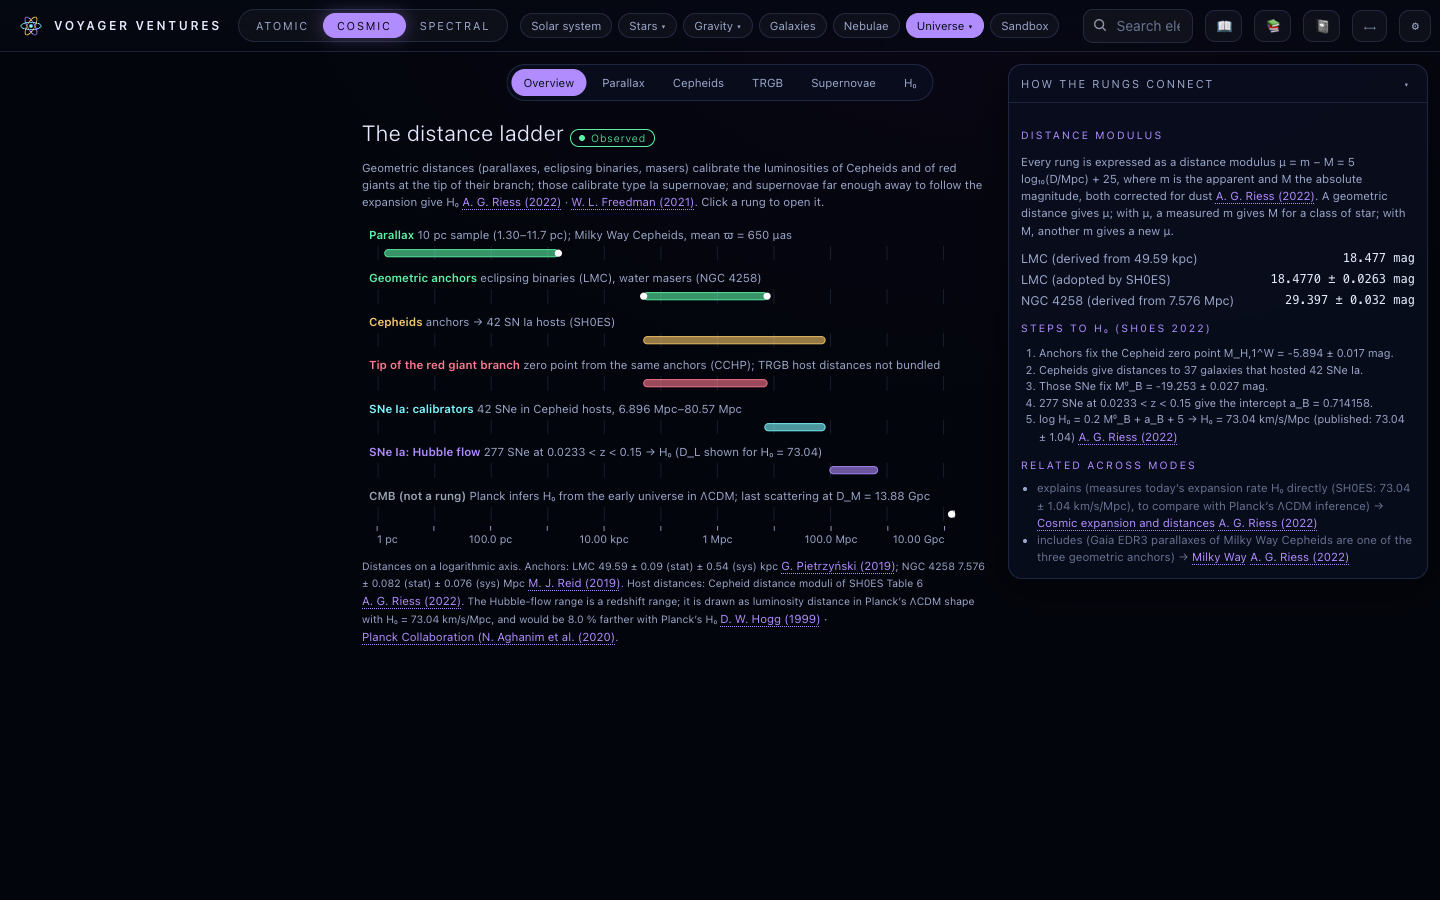 VOYAGER VENTURES
ATOMIC COSMIC SPECTRAL
Solar system Stars ▾ Gravity ▾ Galaxies Nebulae Universe ▾ Sandbox
Search ele
Overview Parallax Cepheids TRGB Supernovae H₀
The distance ladder
Observed
Geometric distances (parallaxes, eclipsing binaries, masers) calibrate the luminosities of Cepheids and of red
giants at the tip of their branch; those calibrate type Ia supernovae; and supernovae far enough away to follow the
expansion give H₀ A. G. Riess (2022) · W. L. Freedman (2021). Click a rung to open it.
Parallax 10 pc sample (1.30–11.7 pc); Milky Way Cepheids, mean ϖ = 650 µas
Geometric anchors eclipsing binaries (LMC), water masers (NGC 4258)
Cepheids anchors → 42 SN Ia hosts (SH0ES)
Tip of the red giant branch zero point from the same anchors (CCHP); TRGB host distances not bundled
SNe Ia: calibrators 42 SNe in Cepheid hosts, 6.896 Mpc–80.57 Mpc
SNe Ia: Hubble flow 277 SNe at 0.0233 < z < 0.15 → H₀ (D_L shown for H₀ = 73.04)
CMB (not a rung) Planck infers H₀ from the early universe in ΛCDM; last scattering at D_M = 13.88 Gpc
1 pc 100.0 pc 10.00 kpc 1 Mpc 100.0 Mpc 10.00 Gpc
Distances on a logarithmic axis. Anchors: LMC 49.59 ± 0.09 (stat) ± 0.54 (sys) kpc G. Pietrzyński (2019); NGC 4258 7.576
± 0.082 (stat) ± 0.076 (sys) Mpc M. J. Reid (2019). Host distances: Cepheid distance moduli of SH0ES Table 6
A. G. Riess (2022). The Hubble-flow range is a redshift range; it is drawn as luminosity distance in Planck's ΛCDM shape
with H₀ = 73.04 km/s/Mpc, and would be 8.0 % farther with Planck's H₀ D. W. Hogg (1999) ·
Planck Collaboration (N. Aghanim et al. (2020).
HOW THE RUNGS CONNECT
DISTANCE MODULUS
Every rung is expressed as a distance modulus μ = m − M = 5
log₁₀(D/Mpc) + 25, where m is the apparent and M the absolute
magnitude, both corrected for dust A. G. Riess (2022). A geometric
distance gives μ; with μ, a measured m gives M for a class of star; with
M, another m gives a new μ.
LMC (derived from 49.59 kpc) 18.477 mag
LMC (adopted by SH0ES) 18.4770 ± 0.0263 mag
NGC 4258 (derived from 7.576 Mpc) 29.397 ± 0.032 mag
STEPS TO H₀ (SH0ES 2022)
1. Anchors fix the Cepheid zero point M_H,1^W = -5.894 ± 0.017 mag.
2. Cepheids give distances to 37 galaxies that hosted 42 SNe Ia.
3. Those SNe fix M⁰_B = -19.253 ± 0.027 mag.
4. 277 SNe at 0.0233 < z < 0.15 give the intercept a_B = 0.714158.
5. log H₀ = 0.2 M⁰_B + a_B + 5 → H₀ = 73.04 km/s/Mpc (published: 73.04
± 1.04) A. G. Riess (2022)
RELATED ACROSS MODES
• explains (measures today's expansion rate H₀ directly (SH0ES: 73.04
± 1.04 km/s/Mpc), to compare with Planck's ΛCDM inference) →
Cosmic expansion and distances A. G. Riess (2022)
• includes (Gaia EDR3 parallaxes of Milky Way Cepheids are one of the
three geometric anchors) → Milky Way A. G. Riess (2022)